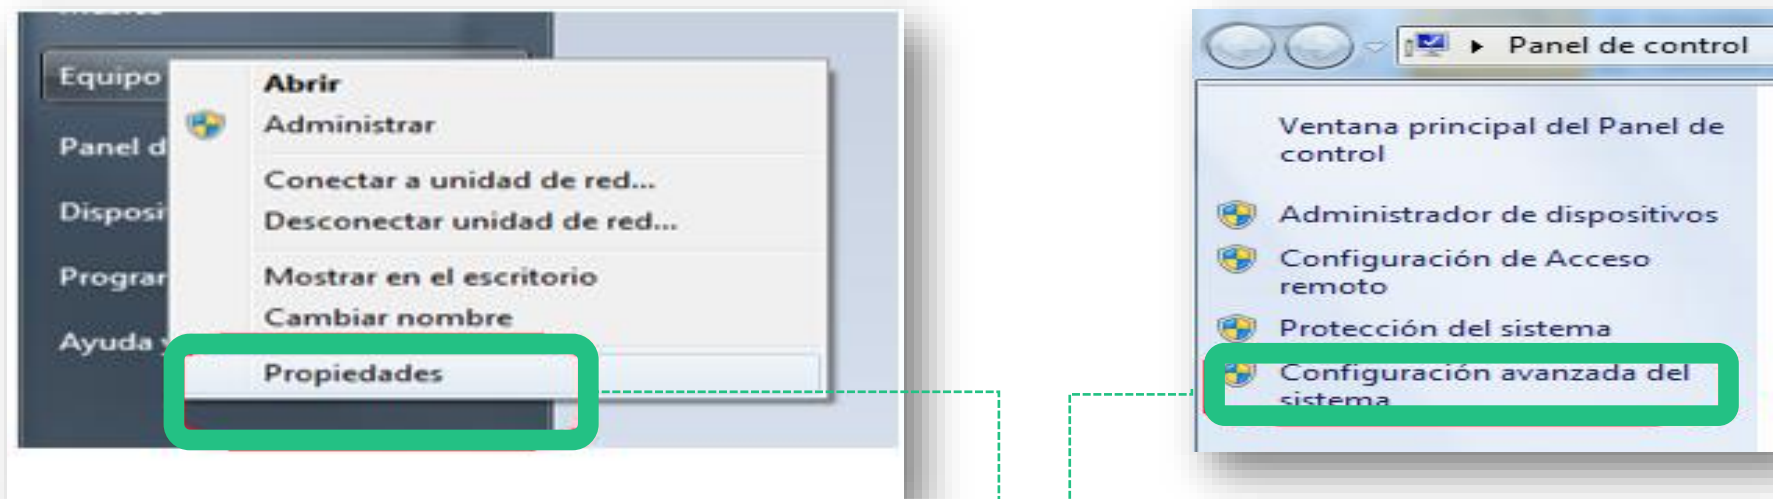 Equipo
Abrir
Administrar
Panel d
Conectar a unidad de red...
Disposi
Desconectar unidad de red...
Progra
Mostrar en el escritorio
Cambiar nombre
Ayuda
Propiedades
Panel de control
Ventana principal del Panel de
control
Administrador de dispositivos
Configuración de Acceso
remoto
Protección del sistema
Configuración avanzada del
sistema